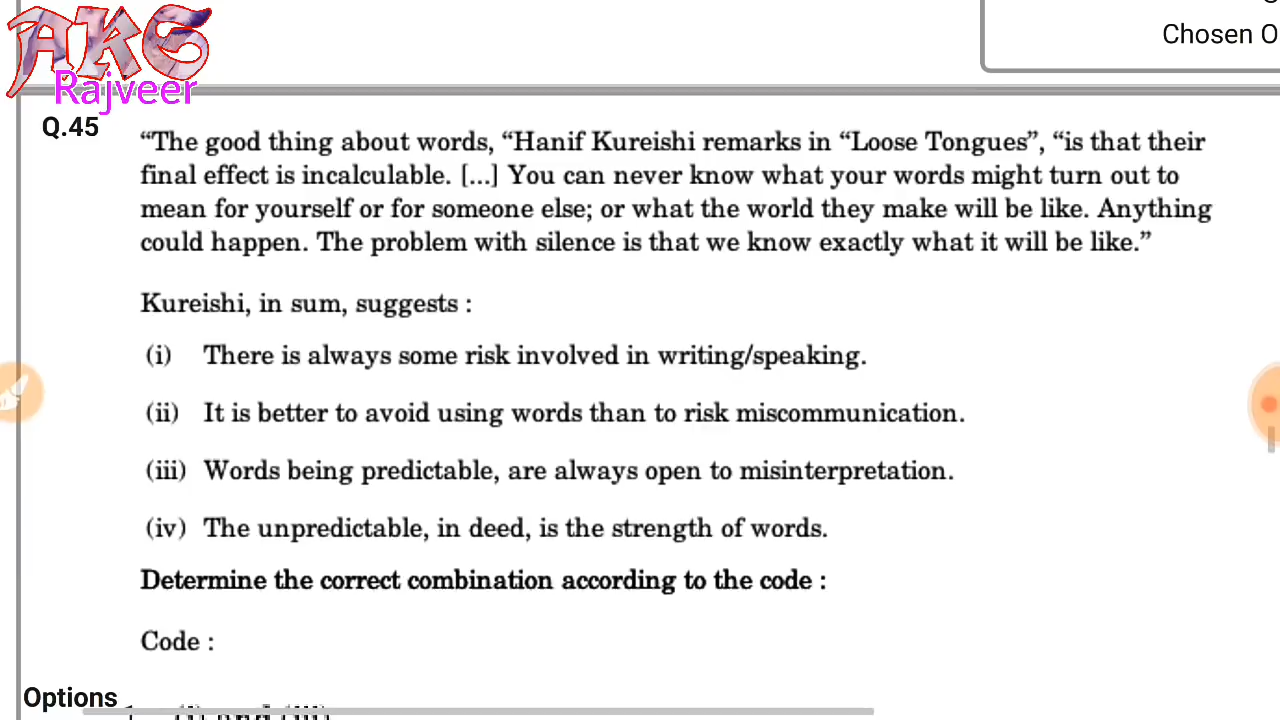 AKS
Rajveer
Chosen O
Q.45
“The good thing about words, “Hanif Kureishi remarks in “Loose Tongues”, “is that their
final effect is incalculable. [...] You can never know what your words might turn out to
mean for yourself or for someone else; or what the world they make will be like. Anything
could happen. The problem with silence is that we know exactly what it will be like.”
Kureishi, in sum, suggests :
(i) There is always some risk involved in writing/speaking.
(ii) It is better to avoid using words than to risk miscommunication.
(iii) Words being predictable, are always open to misinterpretation.
(iv) The unpredictable, in deed, is the strength of words.
Determine the correct combination according to the code :
Code :
Options